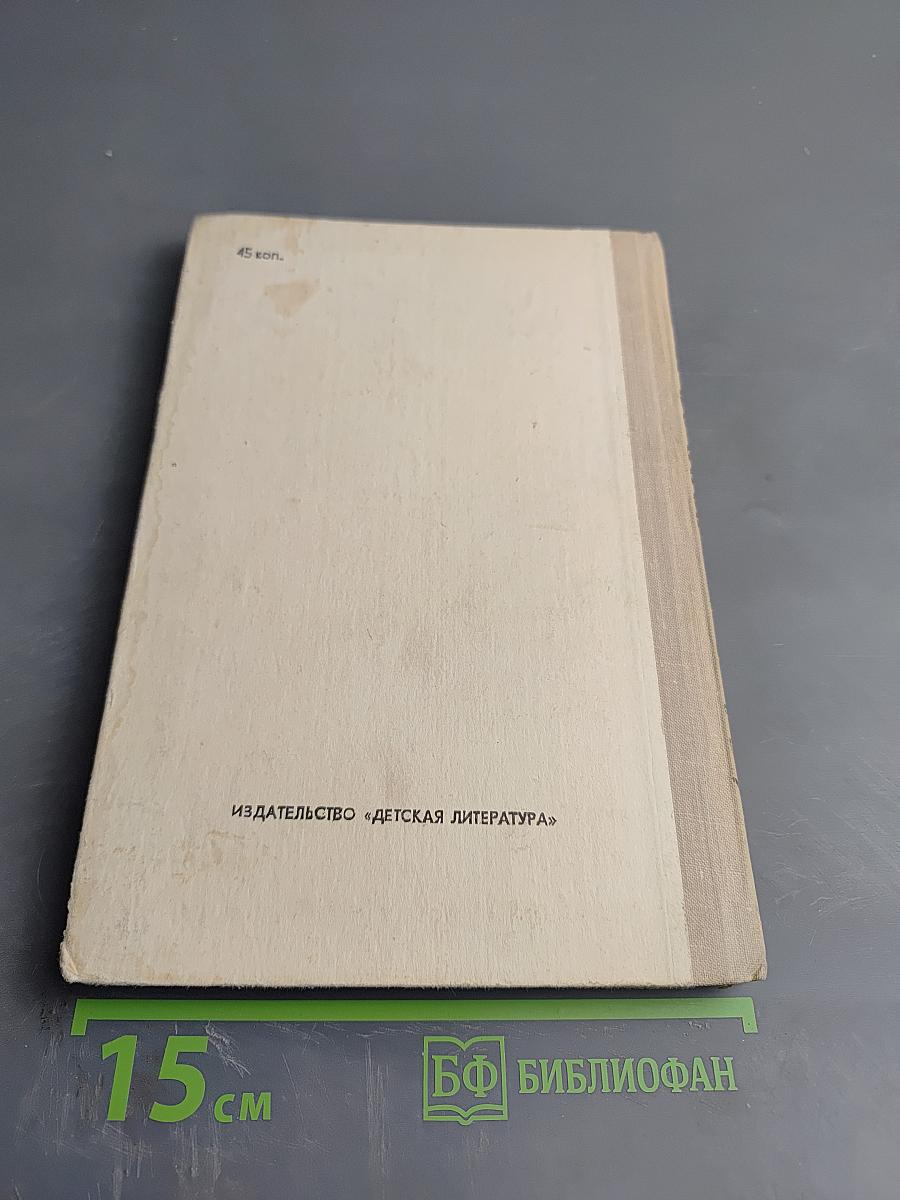 45 коп.
ИЗДАТЕЛЬСТВО «ДЕТСКАЯ ЛИТЕРАТУРА»
15 см
БФ БИБЛИОФАН